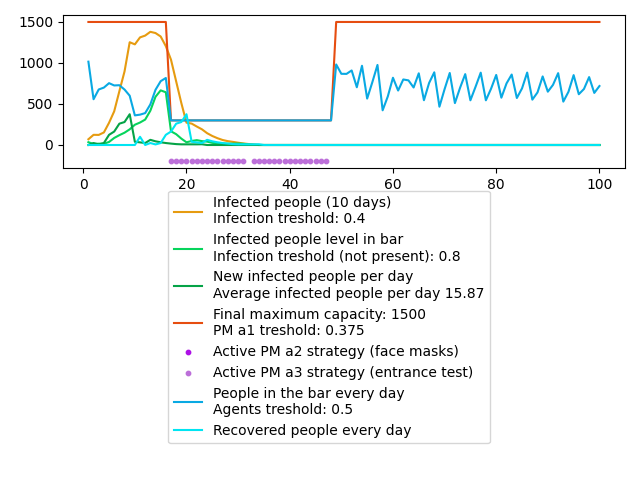 1500
1000
500
0
0 20 40 60 80 100
Infected people (10 days)
Infection treshold: 0.4
Infected people level in bar
Infection treshold (not present): 0.8
New infected people per day
Average infected people per day 15.87
Final maximum capacity: 1500
PM a1 treshold: 0.375
Active PM a2 strategy (face masks)
Active PM a3 strategy (entrance test)
People in the bar every day
Agents treshold: 0.5
Recovered people every day